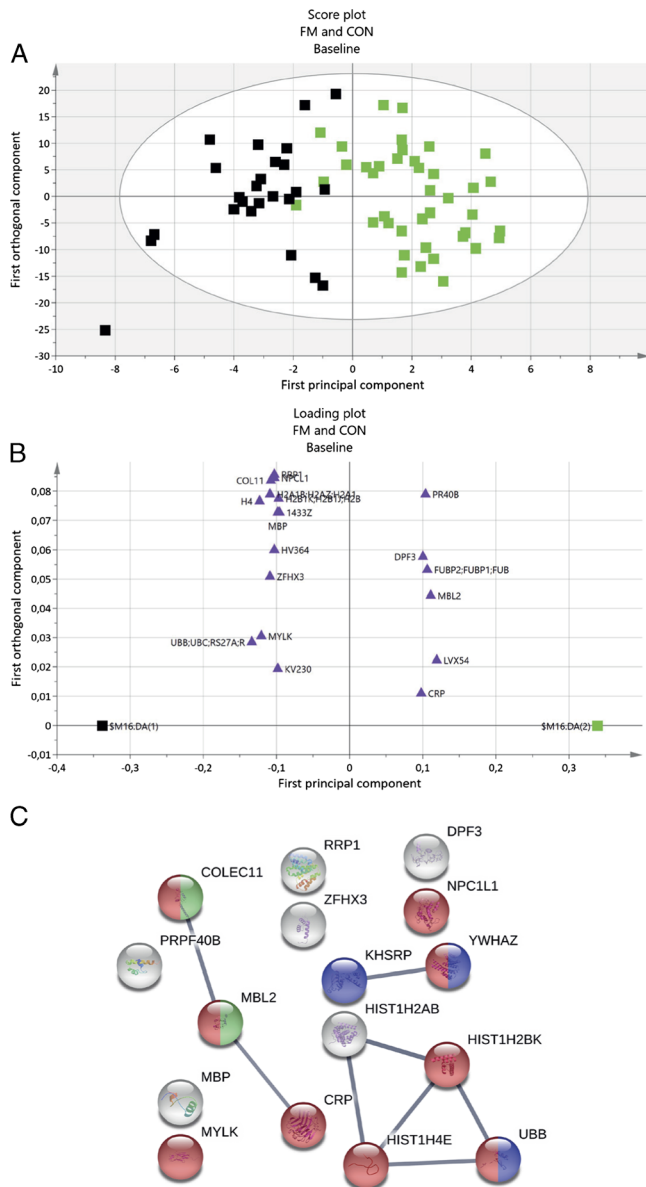 Score plot
FM and CON
Baseline
A
First orthogonal component
20
15
10
5
0
-5
-10
-15
-20
-25
-30
-10 -8 -6 -4 -2 0 2 4 6 8
First principal component
Loading plot
FM and CON
Baseline
B
First orthogonal component
0,08
0,07
0,06
0,05
0,04
0,03
0,02
0,01
0
-0,01
RRP1
COL11 NPCL1
H2A1B;H2AZ;H2A1
H4 H2B1K;H2B1J;H2B
1433Z
MBP
HV364
ZFHX3
MYLK
UBB;UBC;RS27A;R
KV230
PR40B
DPF3
FUBP2;FUBP1;FUB
MBL2
LVX54
CRP
$M16.DA(1) $M16.DA(2)
-0,4 -0,3 -0,2 -0,1 0 0,1 0,2 0,3
First principal component
C
DPF3
RRP1
COLEC11
NPC1L1
ZFHX3
PRPF40B
YWHAZ
KHSRP
MBL2
HIST1H2AB
HIST1H2BK
MBP
CRP
MYLK
UBB
HIST1H4E